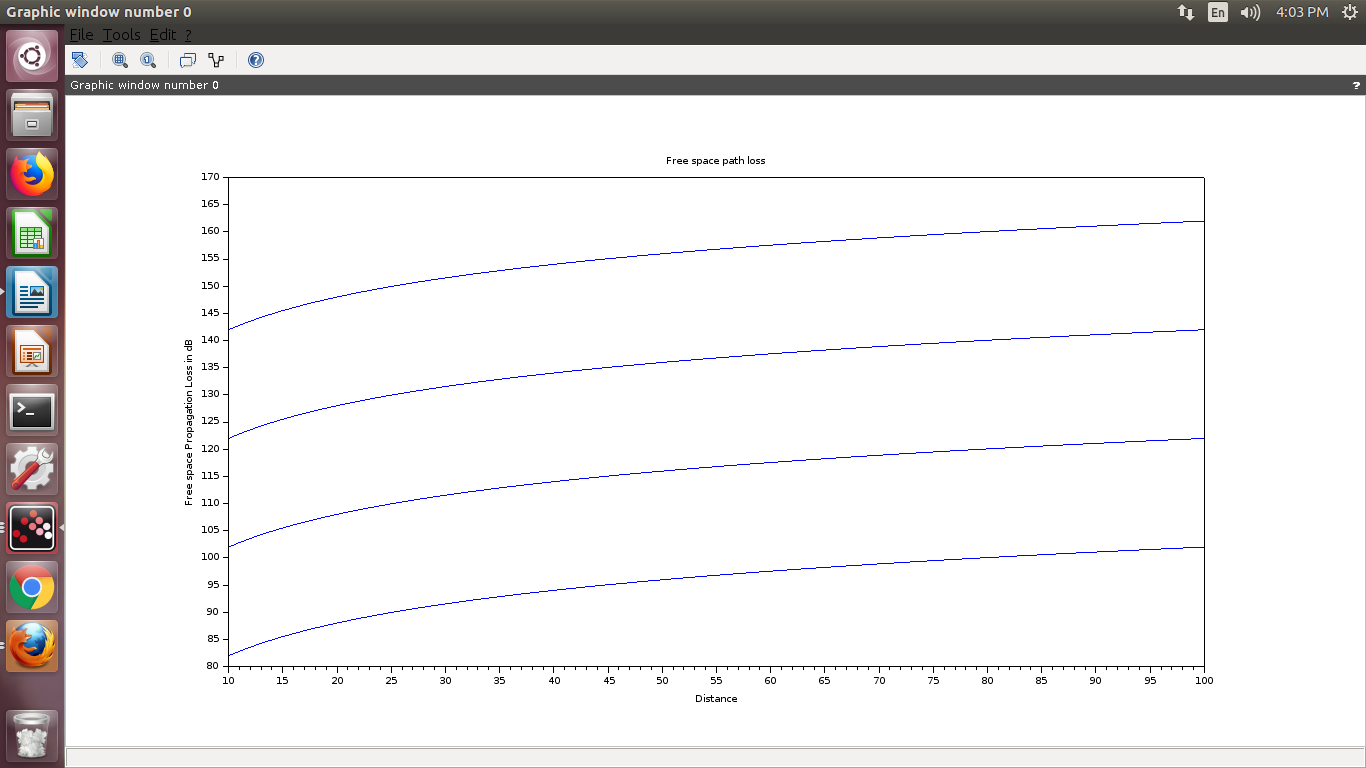 Graphic window number 0
En
4:03 PM
File Tools Edit ?
Graphic window number 0
?
Free space path loss
170
165
160
155
150
145
140
135
130
125
120
115
110
105
100
95
90
85
80
Free space Propagation Loss in dB
10 15 20 25 30 35 40 45 50 55 60 65 70 75 80 85 90 95 100
Distance